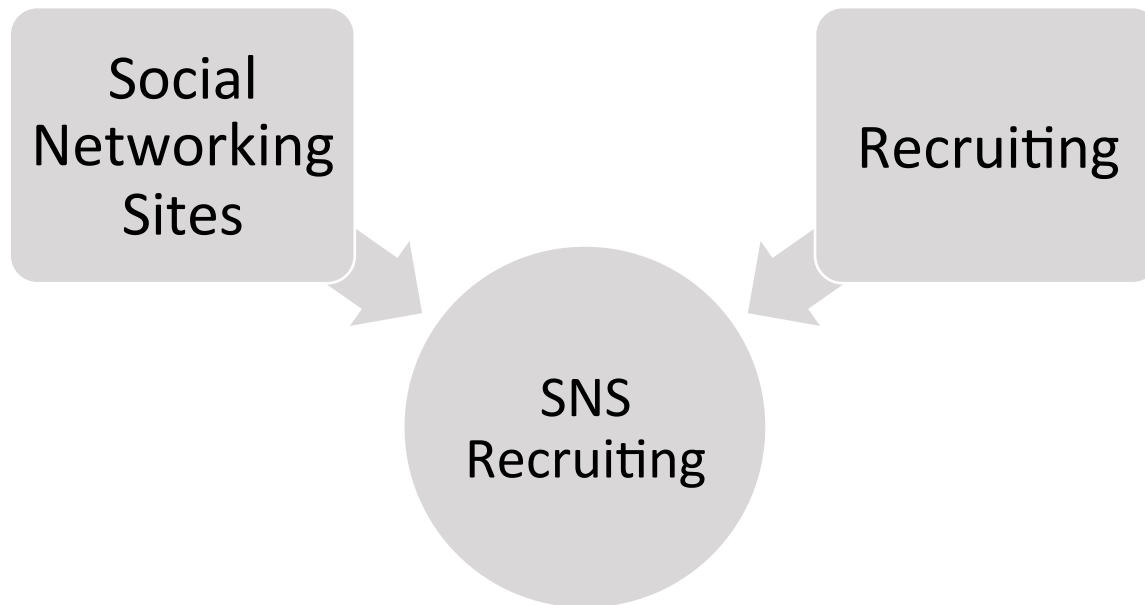 Social
Networking
Sites
Recruiting
SNS
Recruiting